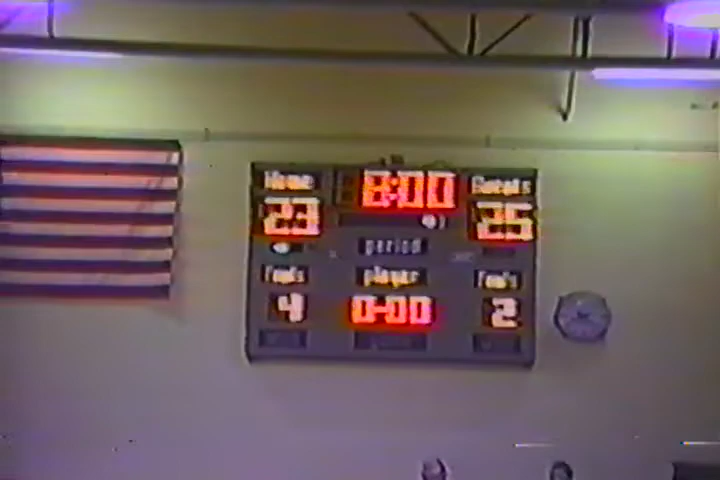 Home 8:00 Guests
23 25
period
Fouls player Fouls
4 0-00 2